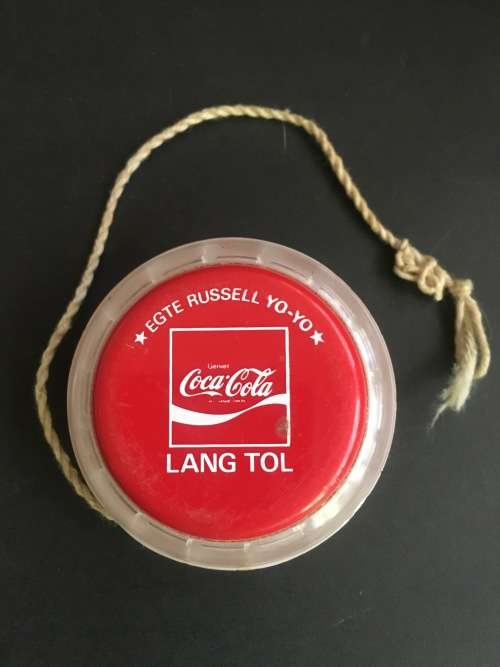 ★ EGTE RUSSELL YO-YO ★
Geniet
Coca-Cola
LANG TOL